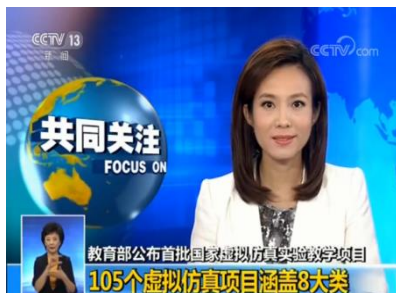 CCTV 13
新闻
CCTV.com
共同关注
FOCUS ON
教育部公布首批国家虚拟仿真实验教学项目
105个虚拟仿真项目涵盖8大类